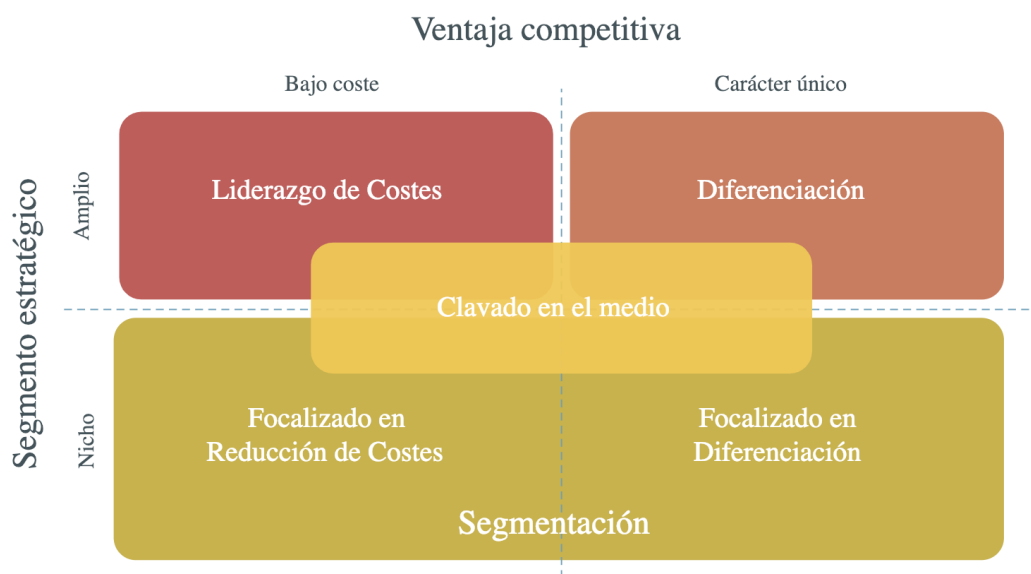 Ventaja competitiva
Bajo coste
Carácter único
Segmento estratégico
Amplio
Liderazgo de Costes
Diferenciación
Clavado en el medio
Nicho
Focalizado en
Reducción de Costes
Focalizado en
Diferenciación
Segmentación